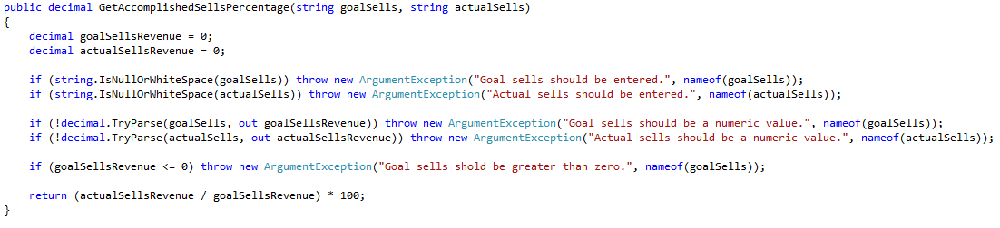 public decimal GetAccomplishedSellsPercentage(string goalSells, string actualSells)
{
    decimal goalSellsRevenue = 0;
    decimal actualSellsRevenue = 0;

    if (string.IsNullOrWhiteSpace(goalSells)) throw new ArgumentException("Goal sells should be entered.", nameof(goalSells));
    if (string.IsNullOrWhiteSpace(actualSells)) throw new ArgumentException("Actual sells should be entered.", nameof(actualSells));

    if (!decimal.TryParse(goalSells, out goalSellsRevenue)) throw new ArgumentException("Goal sells should be a numeric value.", nameof(goalSells));
    if (!decimal.TryParse(actualSells, out actualSellsRevenue)) throw new ArgumentException("Actual sells should be a numeric value.", nameof(actualSells));

    if (goalSellsRevenue <= 0) throw new ArgumentException("Goal sells shold be greater than zero.", nameof(goalSells));

    return (actualSellsRevenue / goalSellsRevenue) * 100;
}